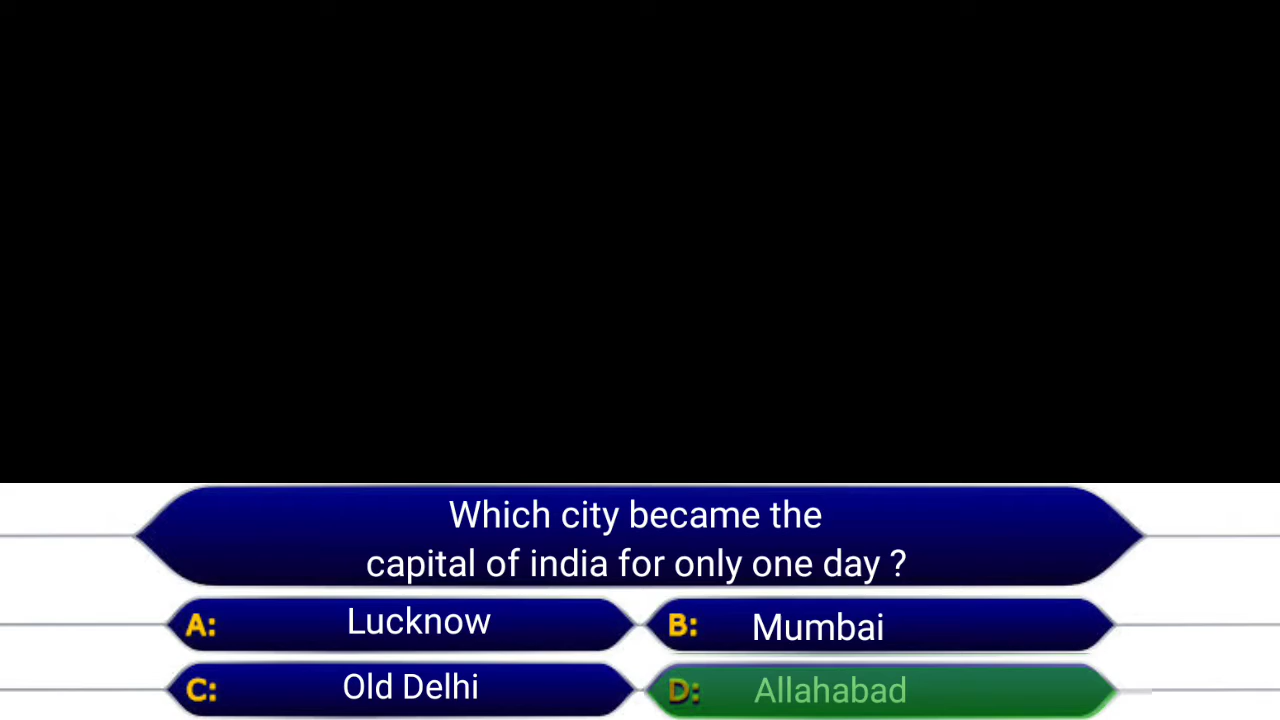 Which city became the
capital of india for only one day ?
A: Lucknow
B: Mumbai
C: Old Delhi
D: Allahabad